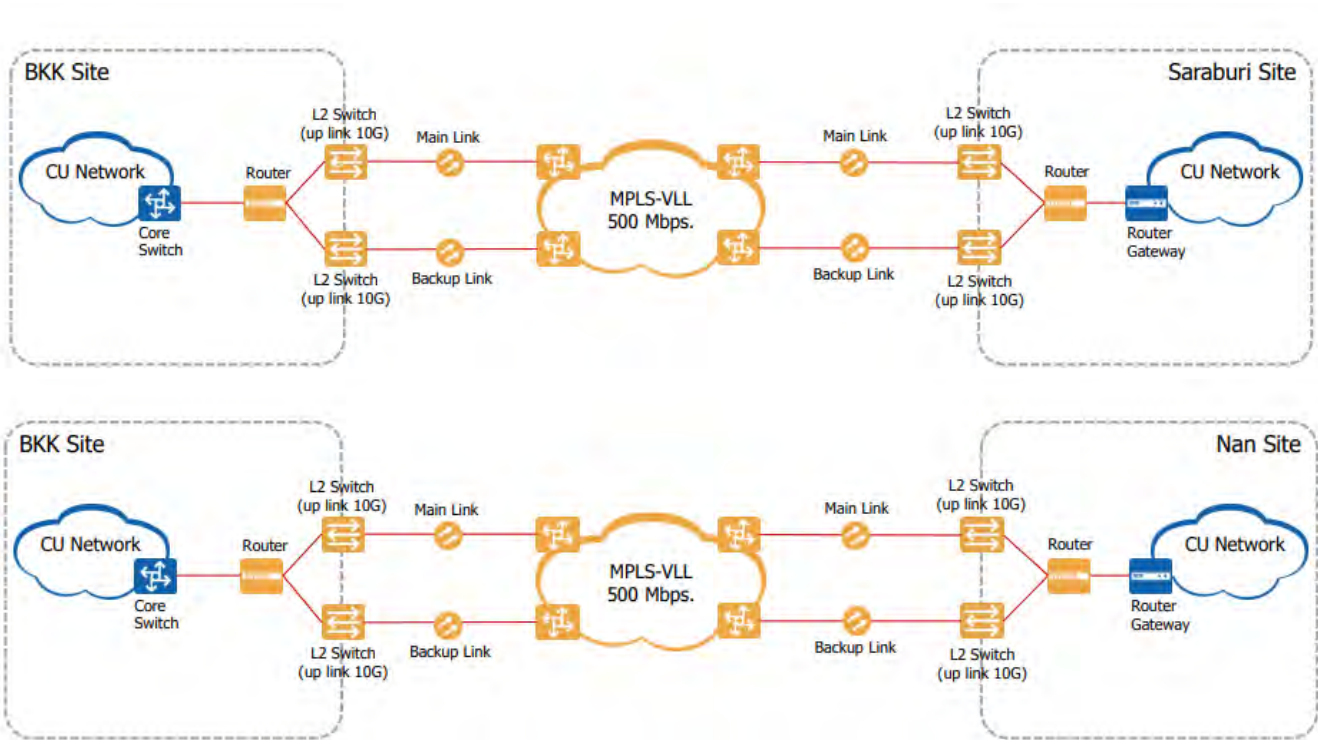 BKK Site
Saraburi Site
L2 Switch
(up link 10G)
Main Link
Main Link
L2 Switch
(up link 10G)
CU Network
Router
MPLS-VLL
500 Mbps.
Router
CU Network
Core
Switch
Router
Gateway
L2 Switch
(up link 10G)
Backup Link
Backup Link
L2 Switch
(up link 10G)
BKK Site
Nan Site
L2 Switch
(up link 10G)
Main Link
Main Link
L2 Switch
(up link 10G)
CU Network
Router
MPLS-VLL
500 Mbps.
Router
CU Network
Core
Switch
Router
Gateway
L2 Switch
(up link 10G)
Backup Link
Backup Link
L2 Switch
(up link 10G)